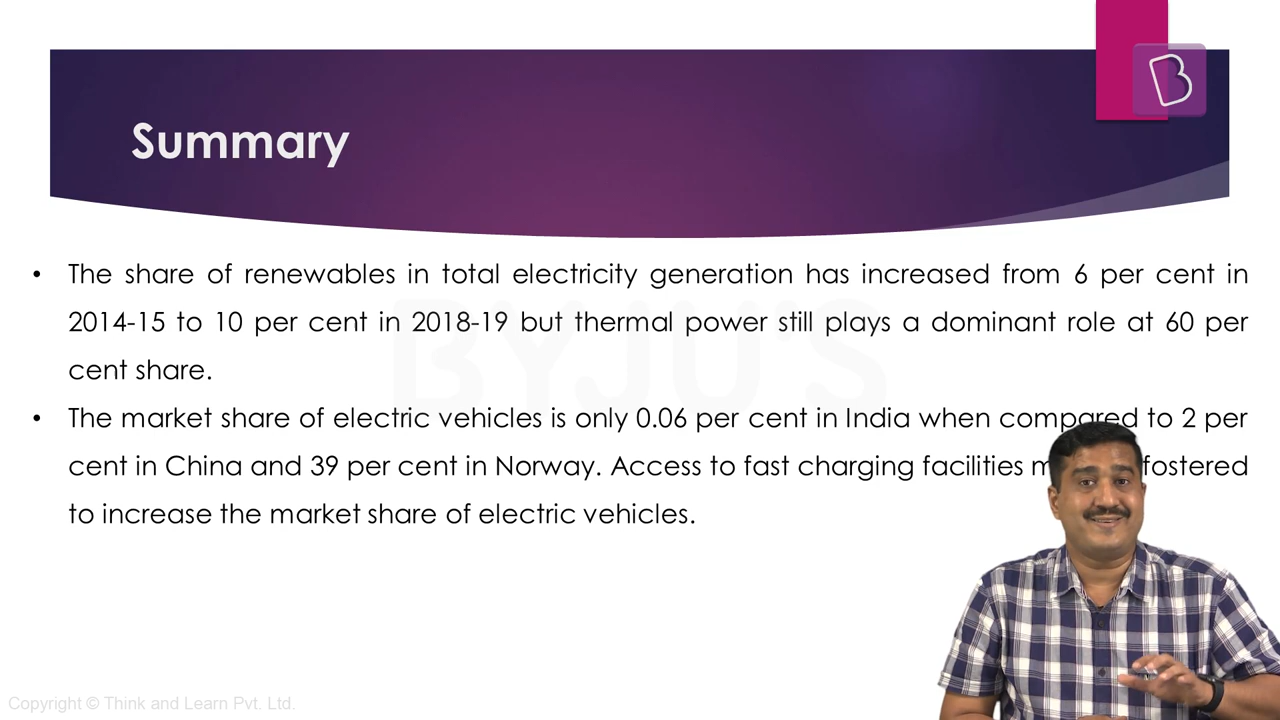 Summary
• The share of renewables in total electricity generation has increased from 6 per cent in
2014-15 to 10 per cent in 2018-19 but thermal power still plays a dominant role at 60 per
cent share.
• The market share of electric vehicles is only 0.06 per cent in India when compared to 2 per
cent in China and 39 per cent in Norway. Access to fast charging facilities fostered
to increase the market share of electric vehicles.
BYJU'S
Copyright © Think and Learn Pvt. Ltd.